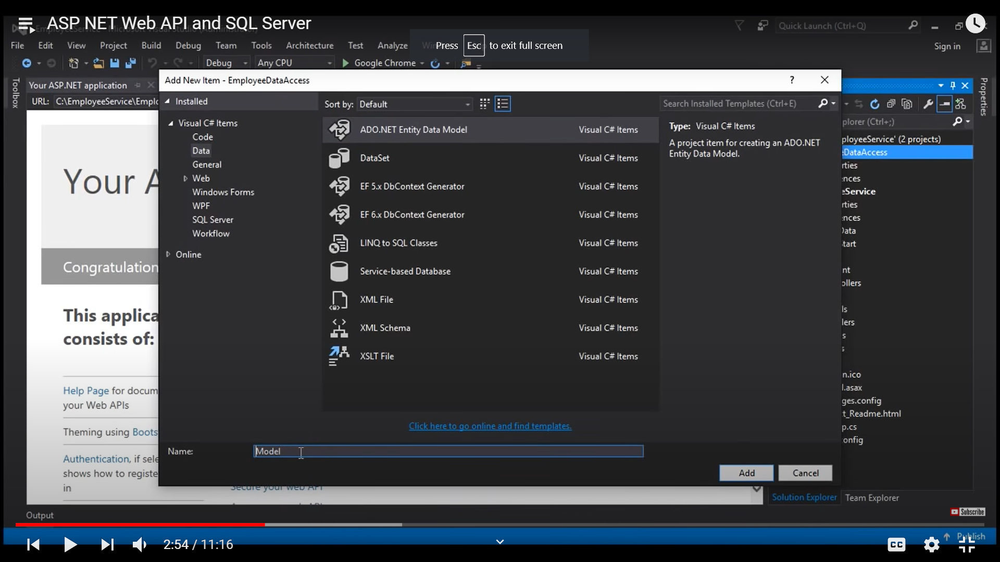 ASP NET Web API and SQL Server
Quick Launch (Ctrl+Q)
Press Esc to exit full screen
File Edit View Project Build Debug Team Tools Architecture Test Analyze
Sign in
Debug Any CPU Google Chrome
Toolbox
Your ASP.NET application
URL: C:\EmployeeService\Emplo
Add New Item - EmployeeDataAccess
?
Installed
Sort by: Default
Search Installed Templates (Ctrl+E)
Visual C# Items
Code
Data
General
Web
Windows Forms
WPF
SQL Server
Workflow
Online
ADO.NET Entity Data Model Visual C# Items
DataSet Visual C# Items
EF 5.x DbContext Generator Visual C# Items
EF 6.x DbContext Generator Visual C# Items
LINQ to SQL Classes Visual C# Items
Service-based Database Visual C# Items
XML File Visual C# Items
XML Schema Visual C# Items
XSLT File Visual C# Items
Type: Visual C# Items
A project item for creating an ADO.NET
Entity Data Model.
Click here to go online and find templates.
Name: Model
Add Cancel
Properties
plorer (Ctrl+;)
ployeeService' (2 projects)
eDataAccess
rties
ences
eService
rties
ences
Data
tart
nt
ollers
ls
lers
s
s
n.ico
l.asax
ges.config
t_Readme.html
p.cs
onfig
Your A
Congratulation
This applica
consists of:
Help Page for docum
your Web APIs
Theming using Boots
Authentication, if sele
shows how to registe
in
Secure your web API
Solution Explorer Team Explorer
Output
Subscribe
Publish
2:54 / 11:16
CC